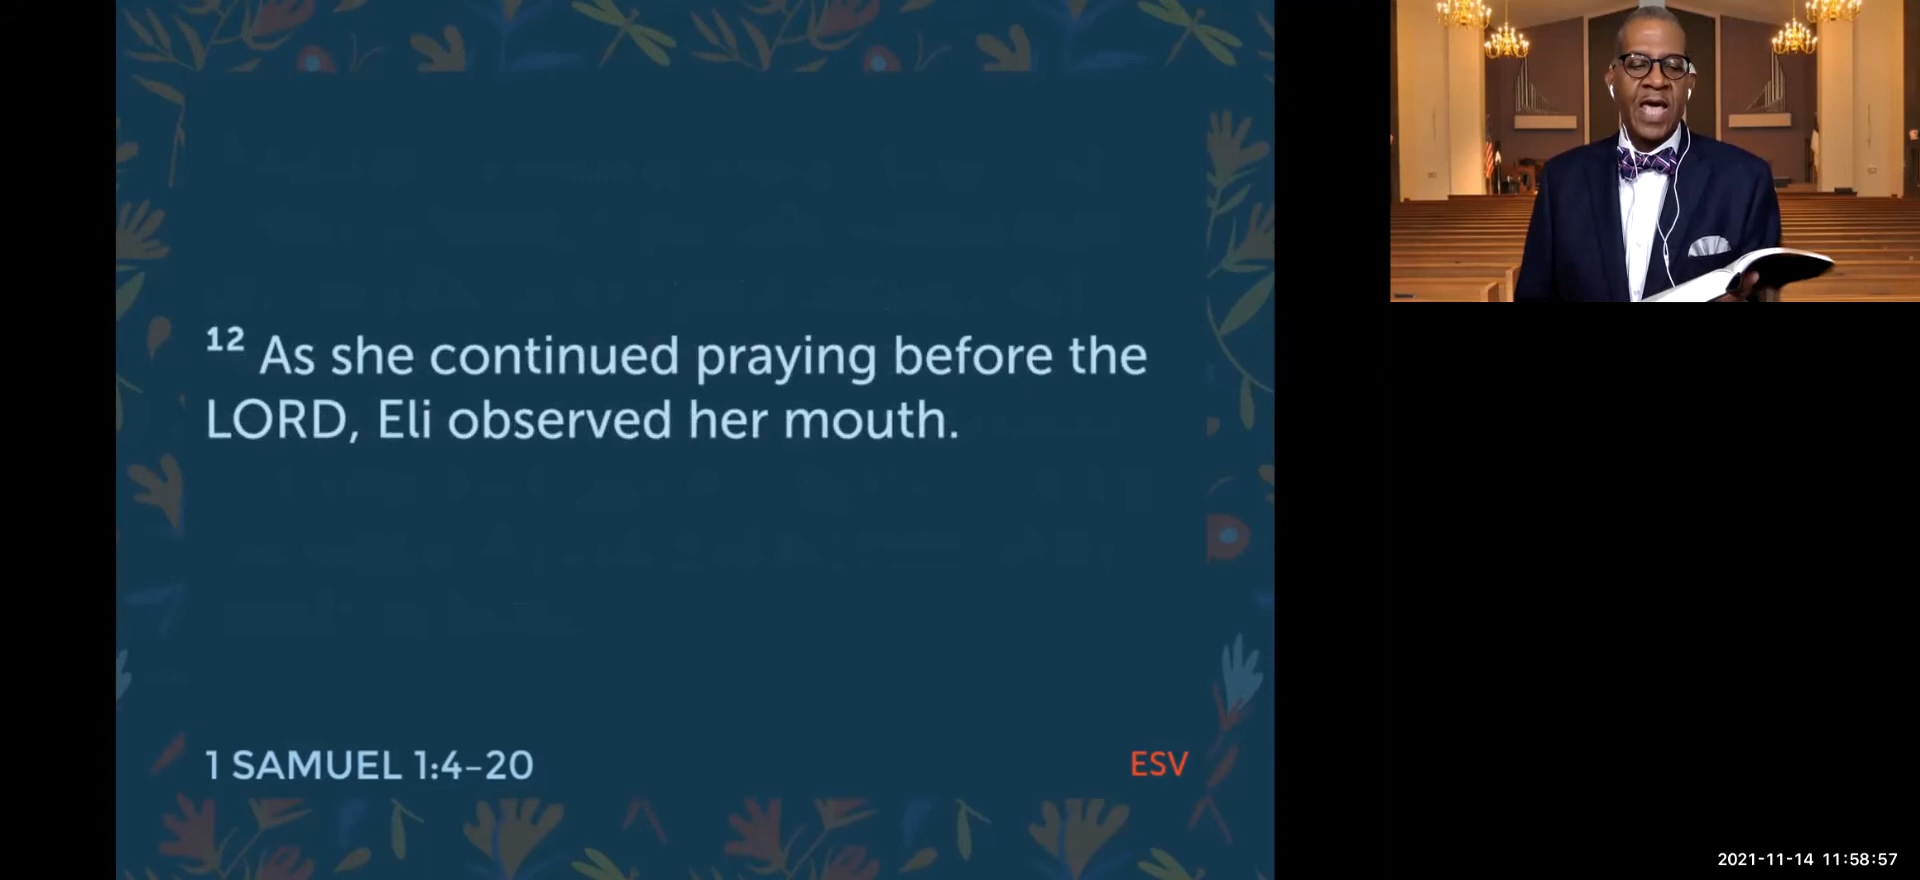 12 As she continued praying before the
LORD, Eli observed her mouth.
1 SAMUEL 1:4–20
ESV
2021-11-14 11:58:57